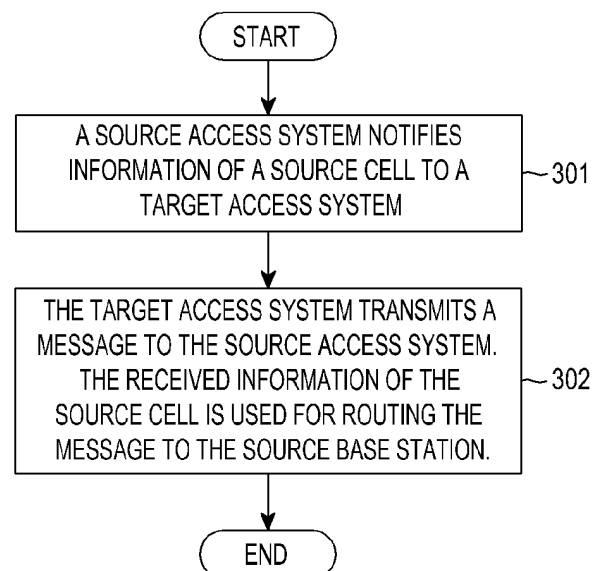 START
A SOURCE ACCESS SYSTEM NOTIFIES
INFORMATION OF A SOURCE CELL TO A
TARGET ACCESS SYSTEM
301
THE TARGET ACCESS SYSTEM TRANSMITS A
MESSAGE TO THE SOURCE ACCESS SYSTEM.
THE RECEIVED INFORMATION OF THE
SOURCE CELL IS USED FOR ROUTING THE
MESSAGE TO THE SOURCE BASE STATION.
302
END